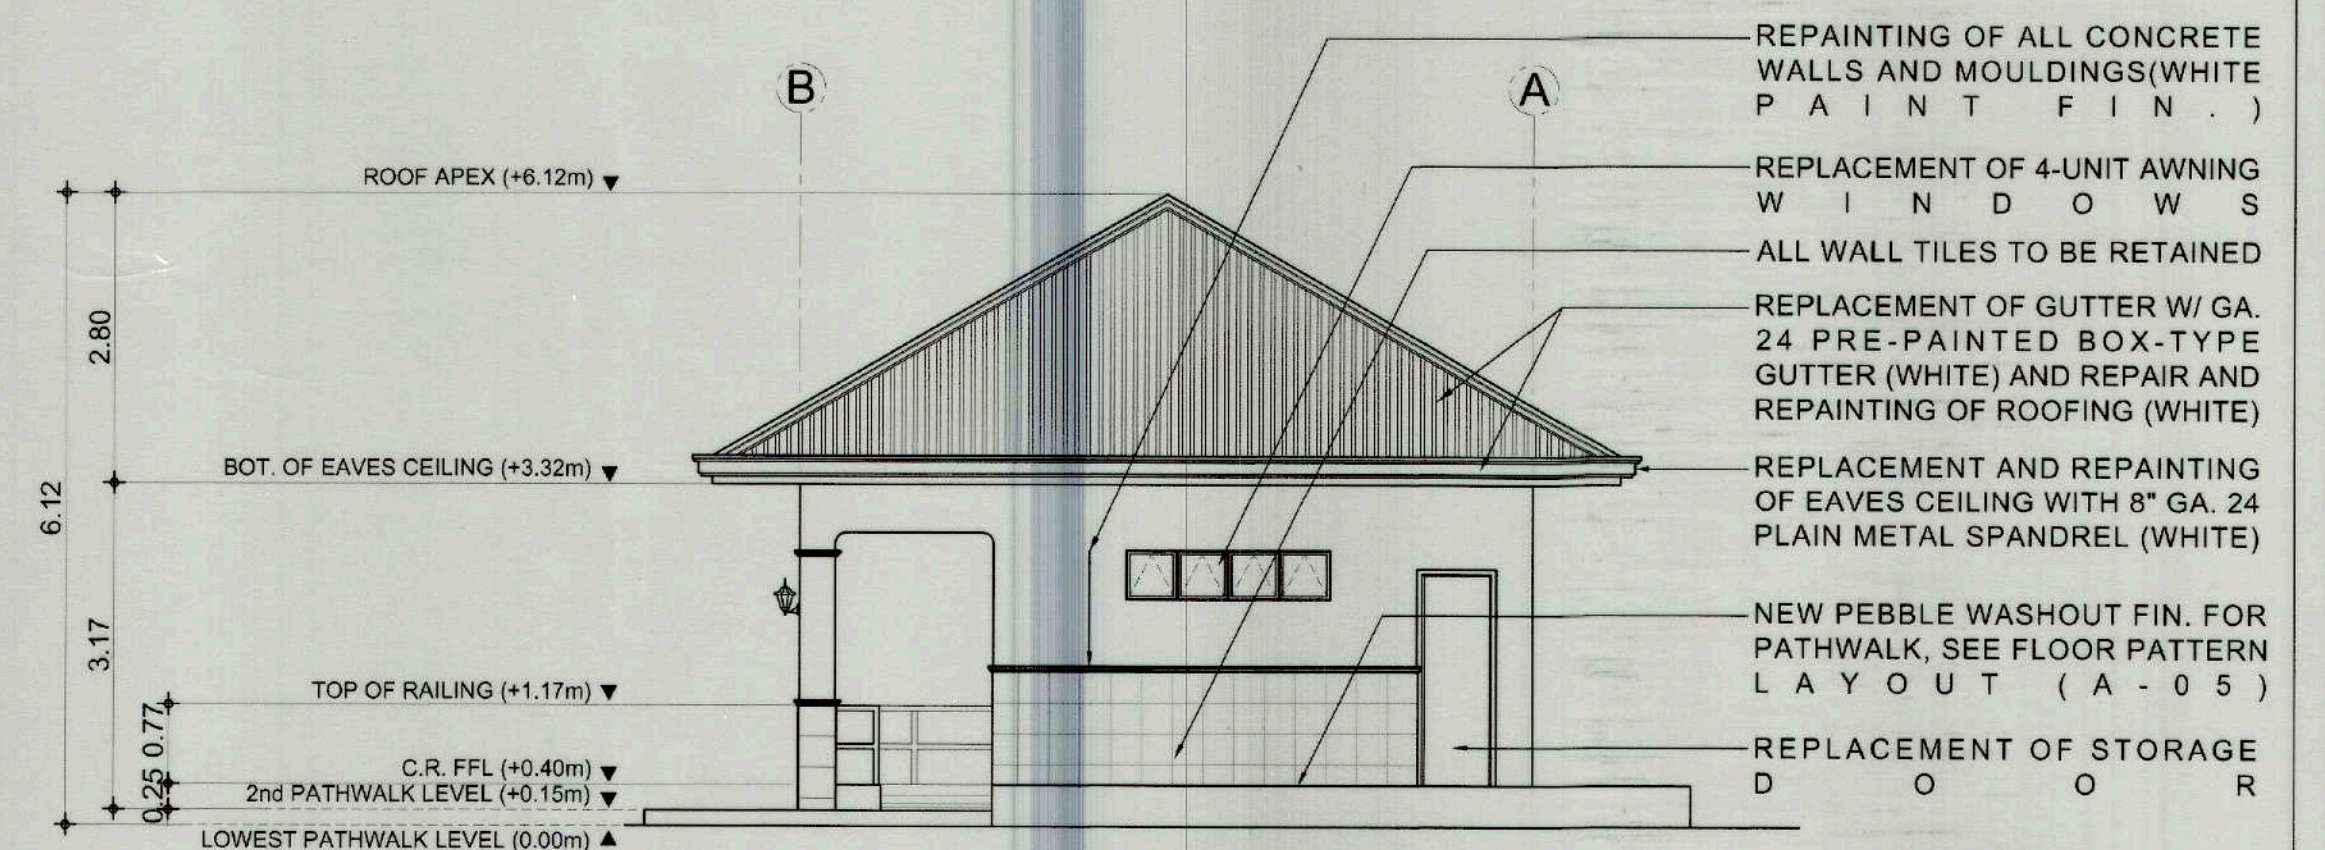 B
A
ROOF APEX (+6.12m)
BOT. OF EAVES CEILING (+3.32m)
TOP OF RAILING (+1.17m)
C.R. FFL (+0.40m)
2nd PATHWALK LEVEL (+0.15m)
LOWEST PATHWALK LEVEL (0.00m)
6.12
2.80
3.17
0.77
0.25
REPAINTING OF ALL CONCRETE
WALLS AND MOULDINGS(WHITE
PAINT FIN.)
REPLACEMENT OF 4-UNIT AWNING
WINDOWS
ALL WALL TILES TO BE RETAINED
REPLACEMENT OF GUTTER W/ GA.
24 PRE-PAINTED BOX-TYPE
GUTTER (WHITE) AND REPAIR AND
REPAINTING OF ROOFING (WHITE)
REPLACEMENT AND REPAINTING
OF EAVES CEILING WITH 8" GA. 24
PLAIN METAL SPANDREL (WHITE)
NEW PEBBLE WASHOUT FIN. FOR
PATHWALK, SEE FLOOR PATTERN
LAYOUT (A-05)
REPLACEMENT OF STORAGE
DOOR